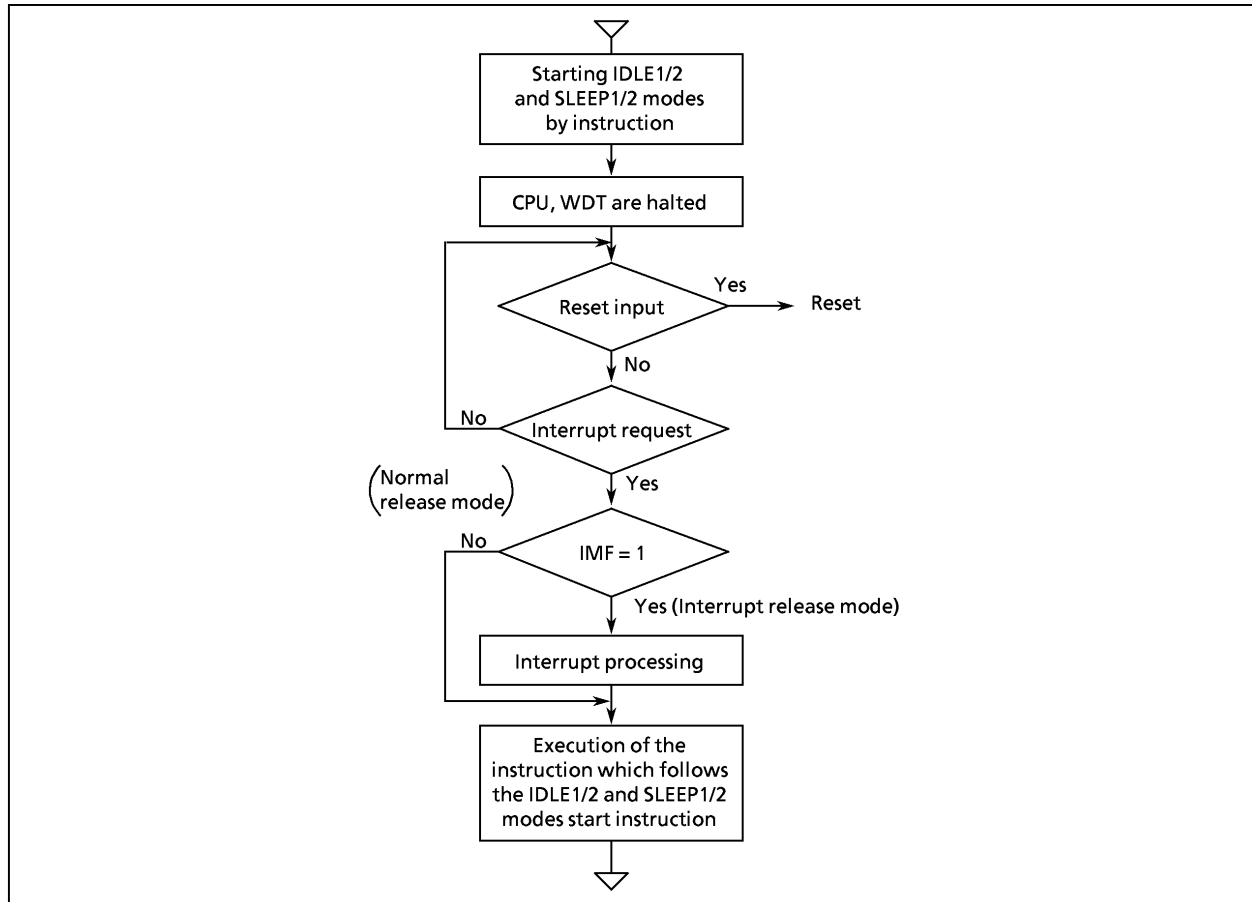 Starting IDLE1/2
and SLEEP1/2 modes
by instruction
CPU, WDT are halted
Yes
Reset input
Reset
No
No
Interrupt request
Yes
(Normal
release mode)
No
IMF = 1
Yes (Interrupt release mode)
Interrupt processing
Execution of the
instruction which follows
the IDLE1/2 and SLEEP1/2
modes start instruction